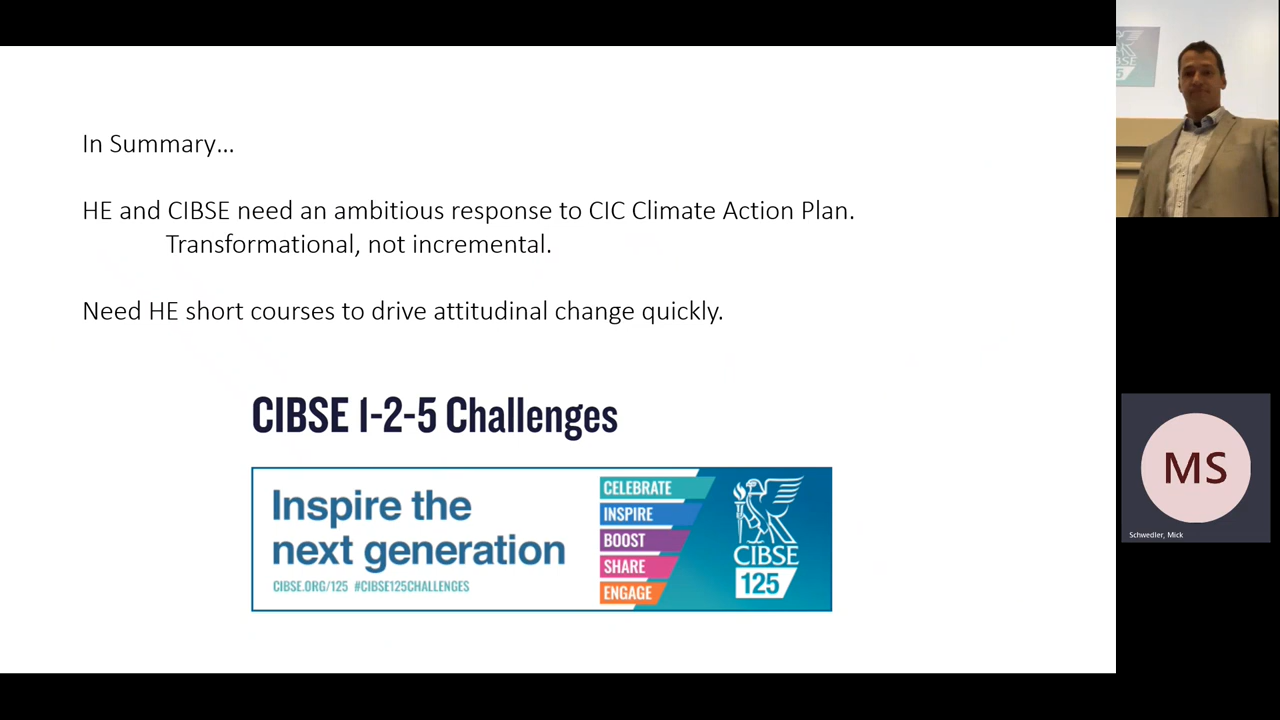 In Summary...
HE and CIBSE need an ambitious response to CIC Climate Action Plan.
Transformational, not incremental.
Need HE short courses to drive attitudinal change quickly.
CIBSE 1-2-5 Challenges
Inspire the
next generation
CIBSE.ORG/125 #CIBSE125CHALLENGES
CELEBRATE
INSPIRE
BOOST
SHARE
ENGAGE
CIBSE
125
MS
Schwedler, Mick